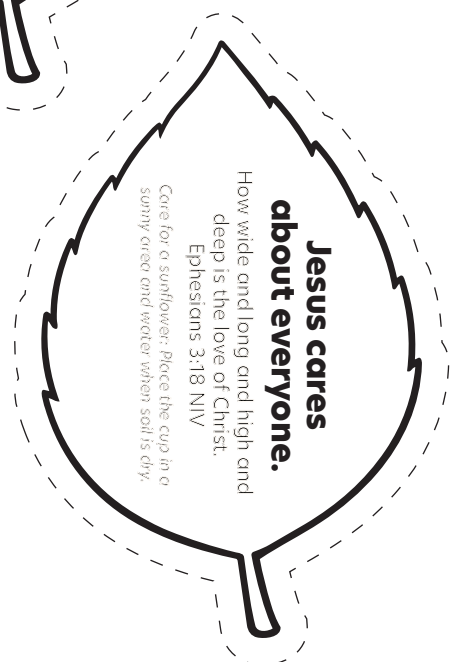 Jesus cares
about everyone.
How wide and long and high and
deep is the love of Christ.
Ephesians 3:18 NIV
Care for a sunflower: Place the cup in a
sunny area and water when soil is dry.